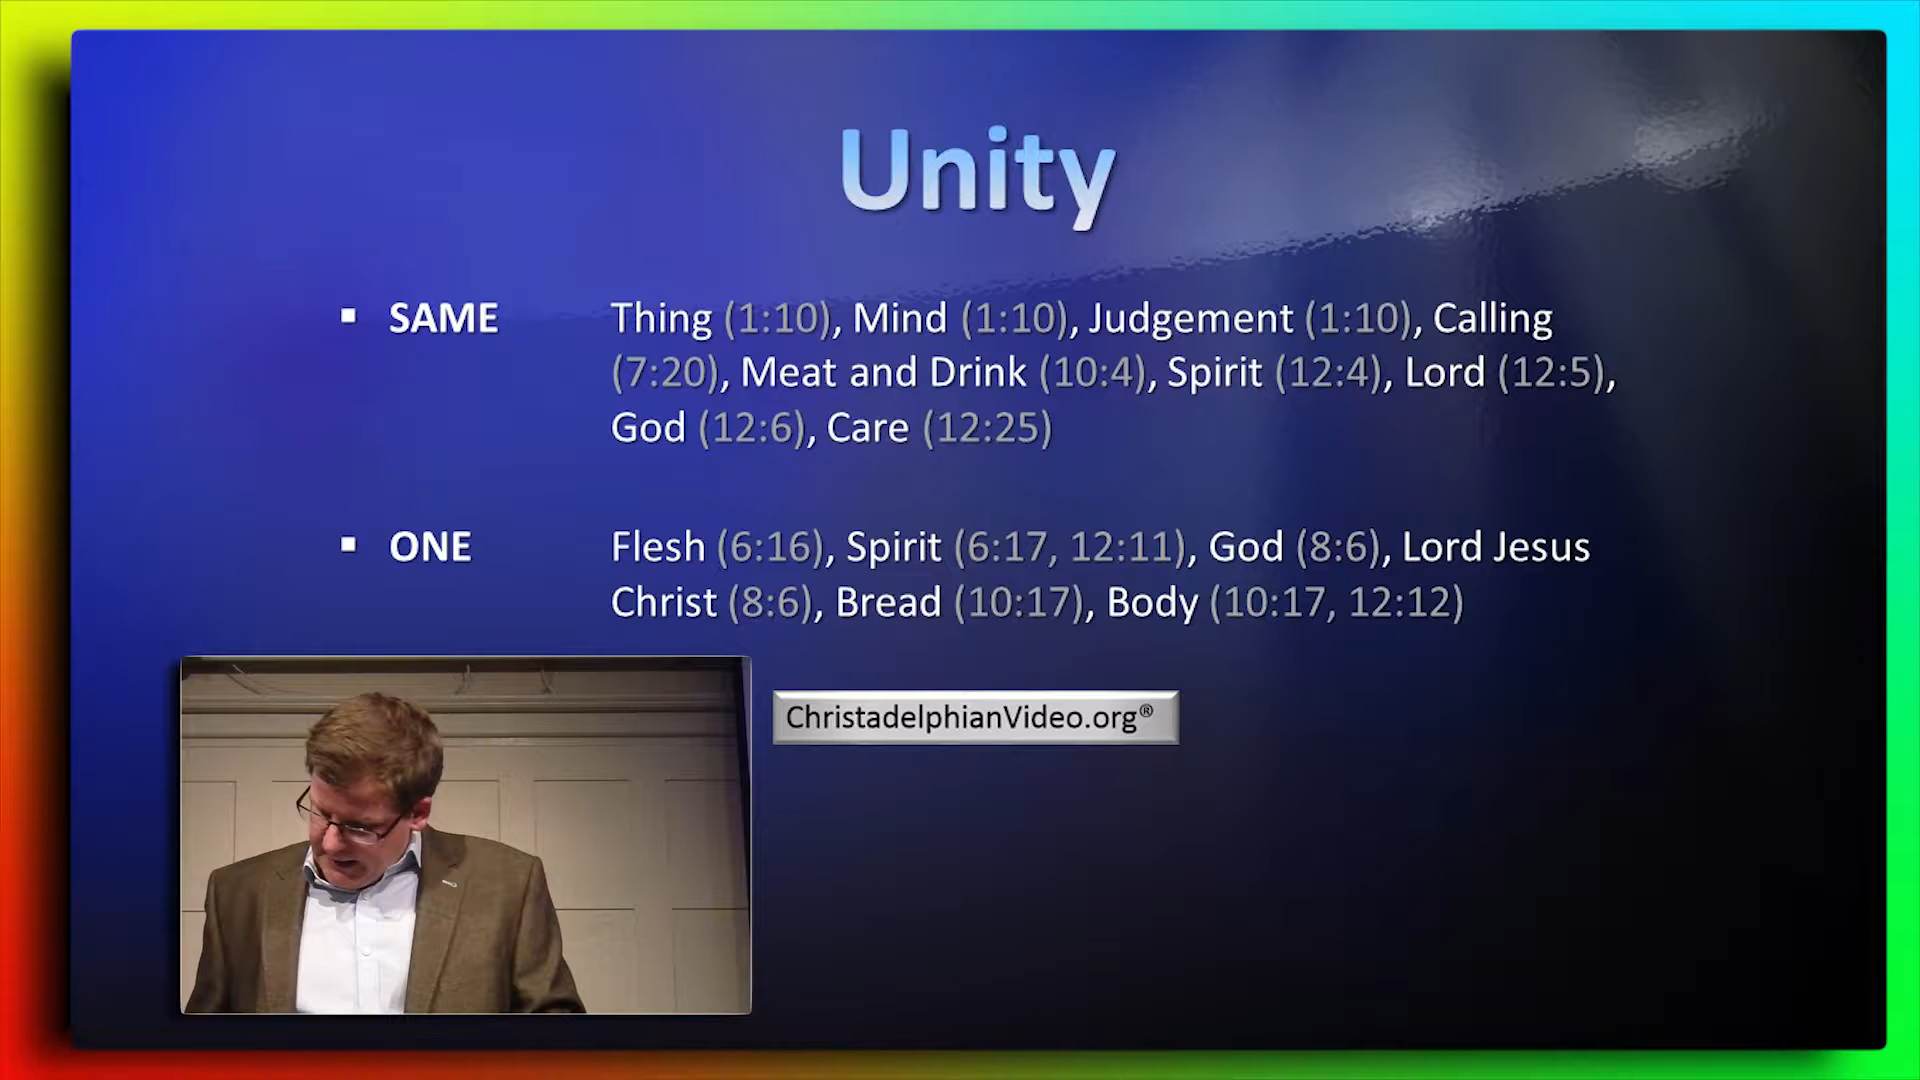 Unity
▪ SAME Thing (1:10), Mind (1:10), Judgement (1:10), Calling
(7:20), Meat and Drink (10:4), Spirit (12:4), Lord (12:5),
God (12:6), Care (12:25)
▪ ONE Flesh (6:16), Spirit (6:17, 12:11), God (8:6), Lord Jesus
Christ (8:6), Bread (10:17), Body (10:17, 12:12)
ChristadelphianVideo.org®